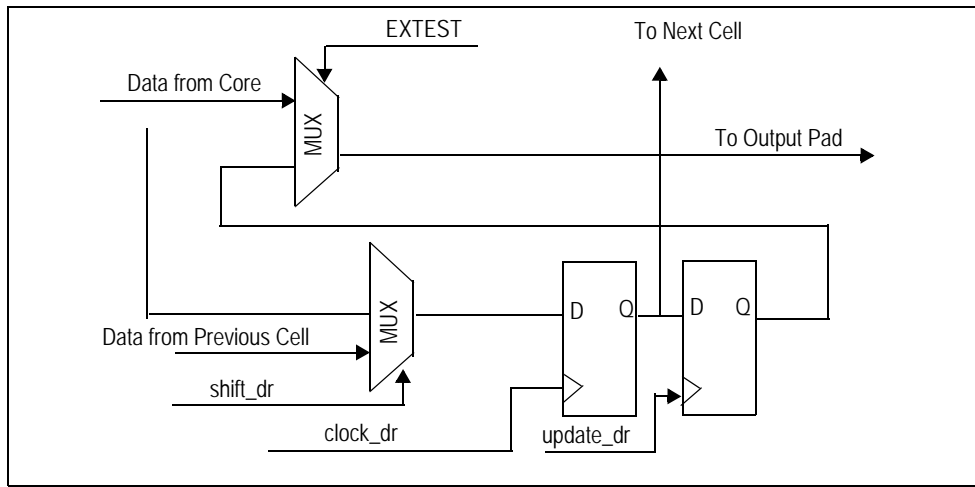 EXTEST
To Next Cell
Data from Core
MUX
To Output Pad
MUX
D Q
D Q
Data from Previous Cell
shift_dr
clock_dr
update_dr